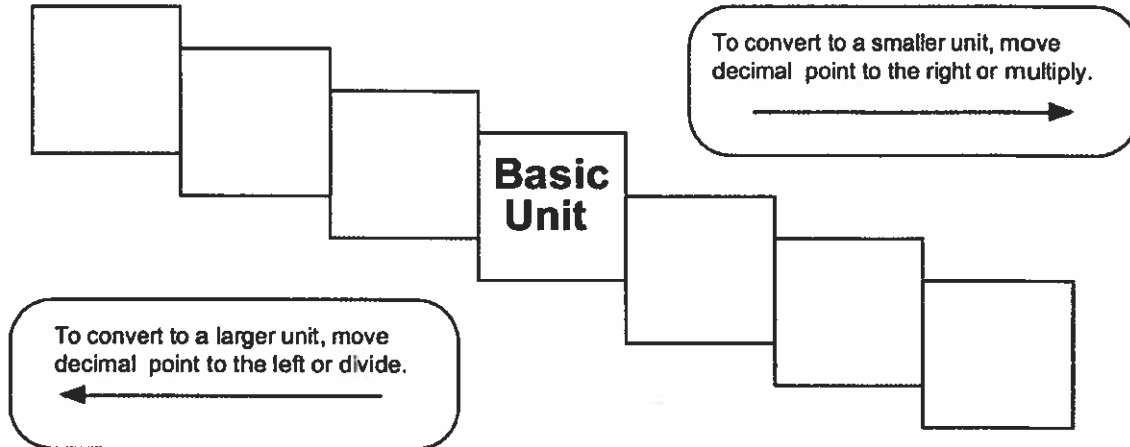 To convert to a smaller unit, move
decimal point to the right or multiply.
Basic
Unit
To convert to a larger unit, move
decimal point to the left or divide.